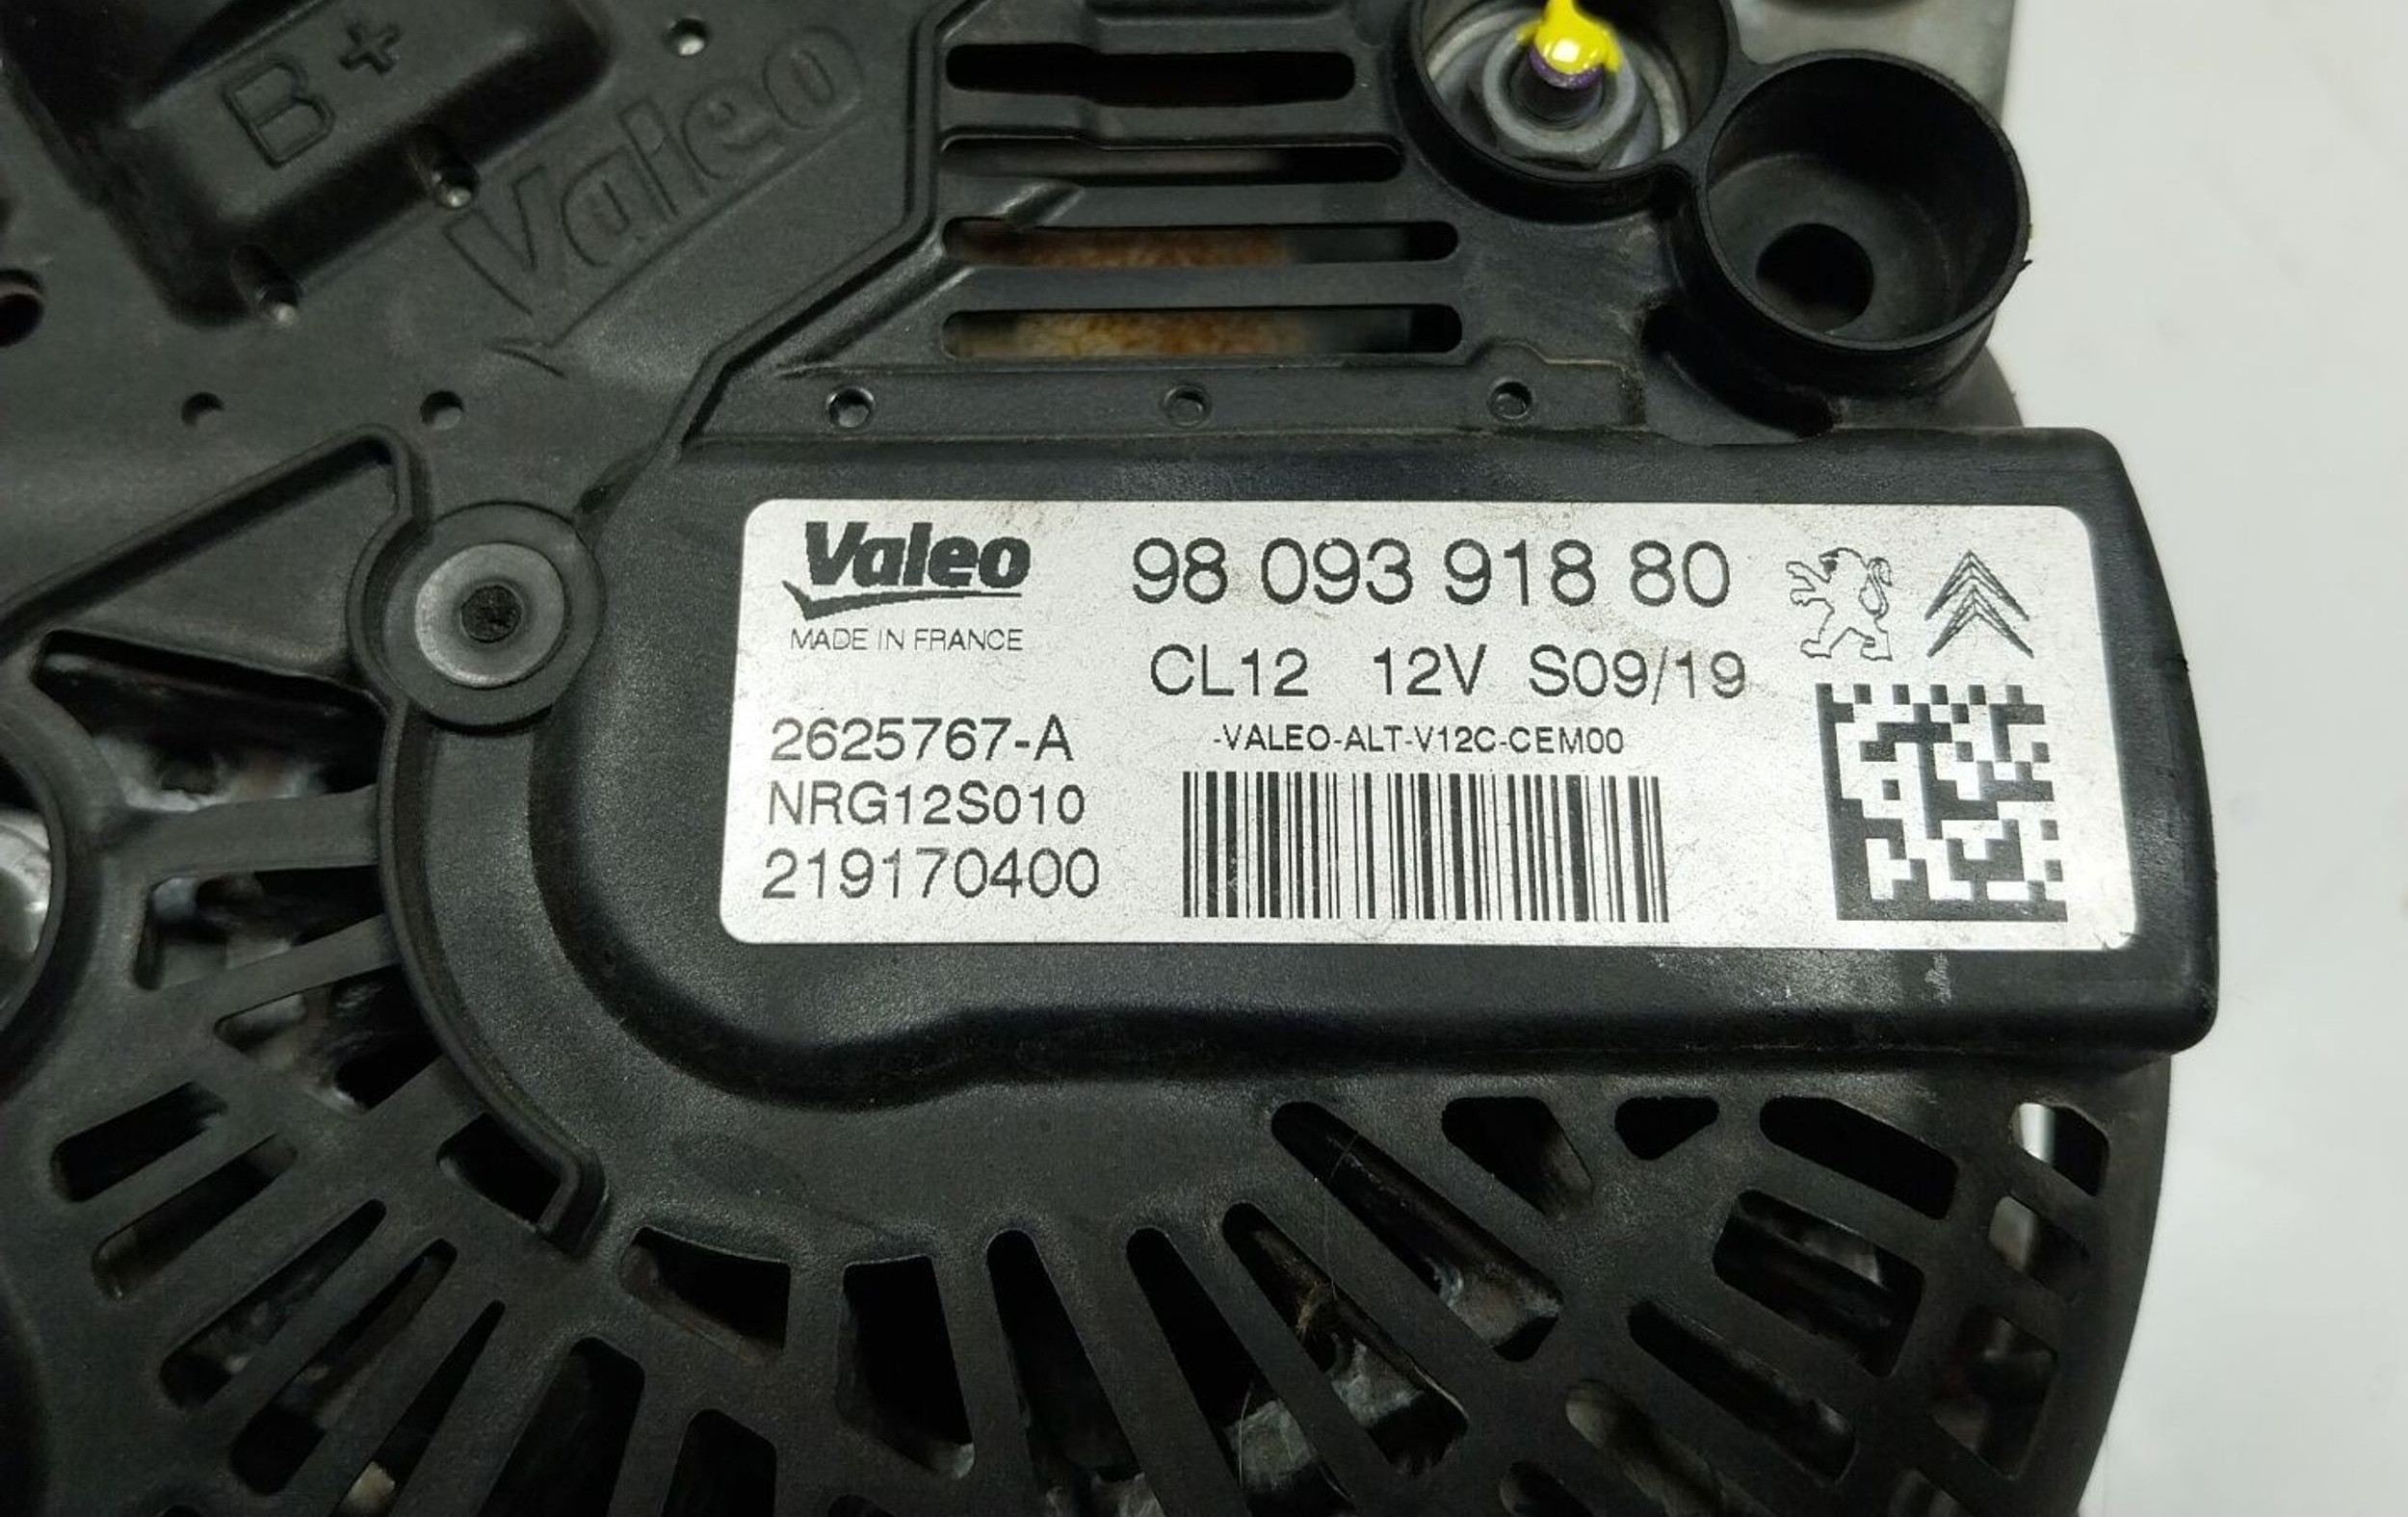 B+
Valeo
Valeo
98 093 918 80
MADE IN FRANCE
CL12 12V S09/19
2625767-A
-VALEO-ALT-V12C-CEM00
NRG12S010
219170400